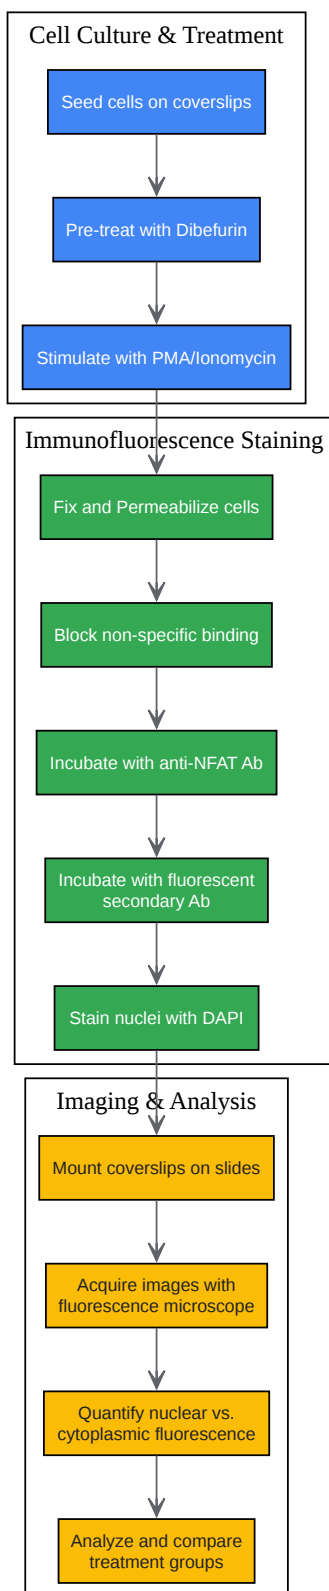 Cell Culture & Treatment
Seed cells on coverslips
Pre-treat with Dibefurin
Stimulate with PMA/Ionomycin
Immunofluorescence Staining
Fix and Permeabilize cells
Block non-specific binding
Incubate with anti-NFAT Ab
Incubate with fluorescent
secondary Ab
Stain nuclei with DAPI
Imaging & Analysis
Mount coverslips on slides
Acquire images with
fluorescence microscope
Quantify nuclear vs.
cytoplasmic fluorescence
Analyze and compare
treatment groups